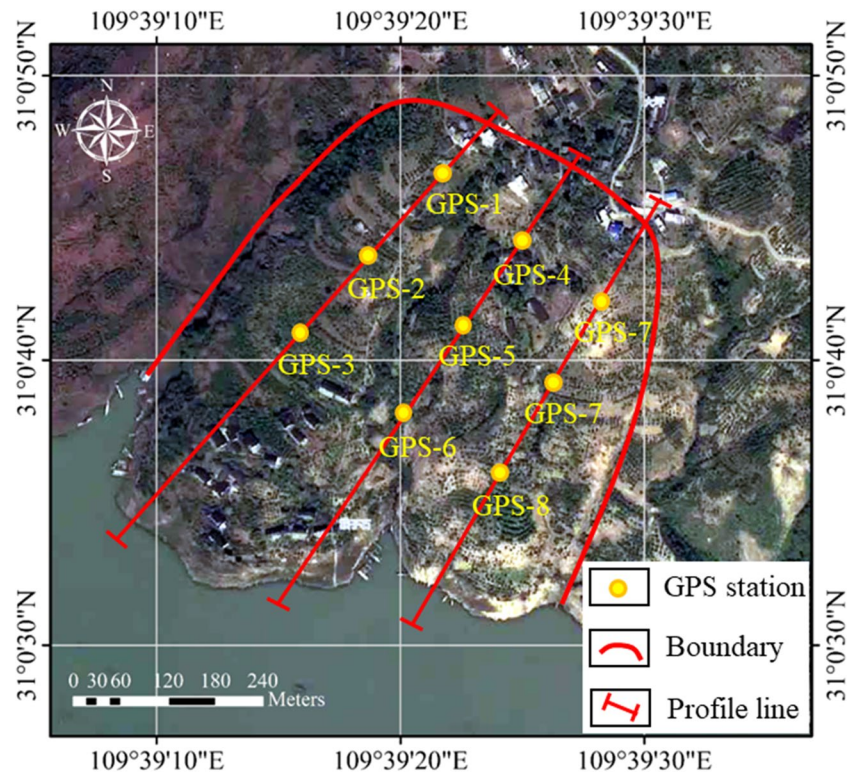 109°39'10"E 109°39'20"E 109°39'30"E
31°0'50"N 31°0'50"N
N
W E
S
GPS-1
GPS-4
GPS-2
GPS-7
GPS-3
GPS-5
31°0'40"N 31°0'40"N
GPS-7
GPS-6
GPS-8
GPS station
Boundary
Profile line
31°0'30"N 31°0'30"N
0 30 60 120 180 240
Meters
109°39'10"E 109°39'20"E 109°39'30"E